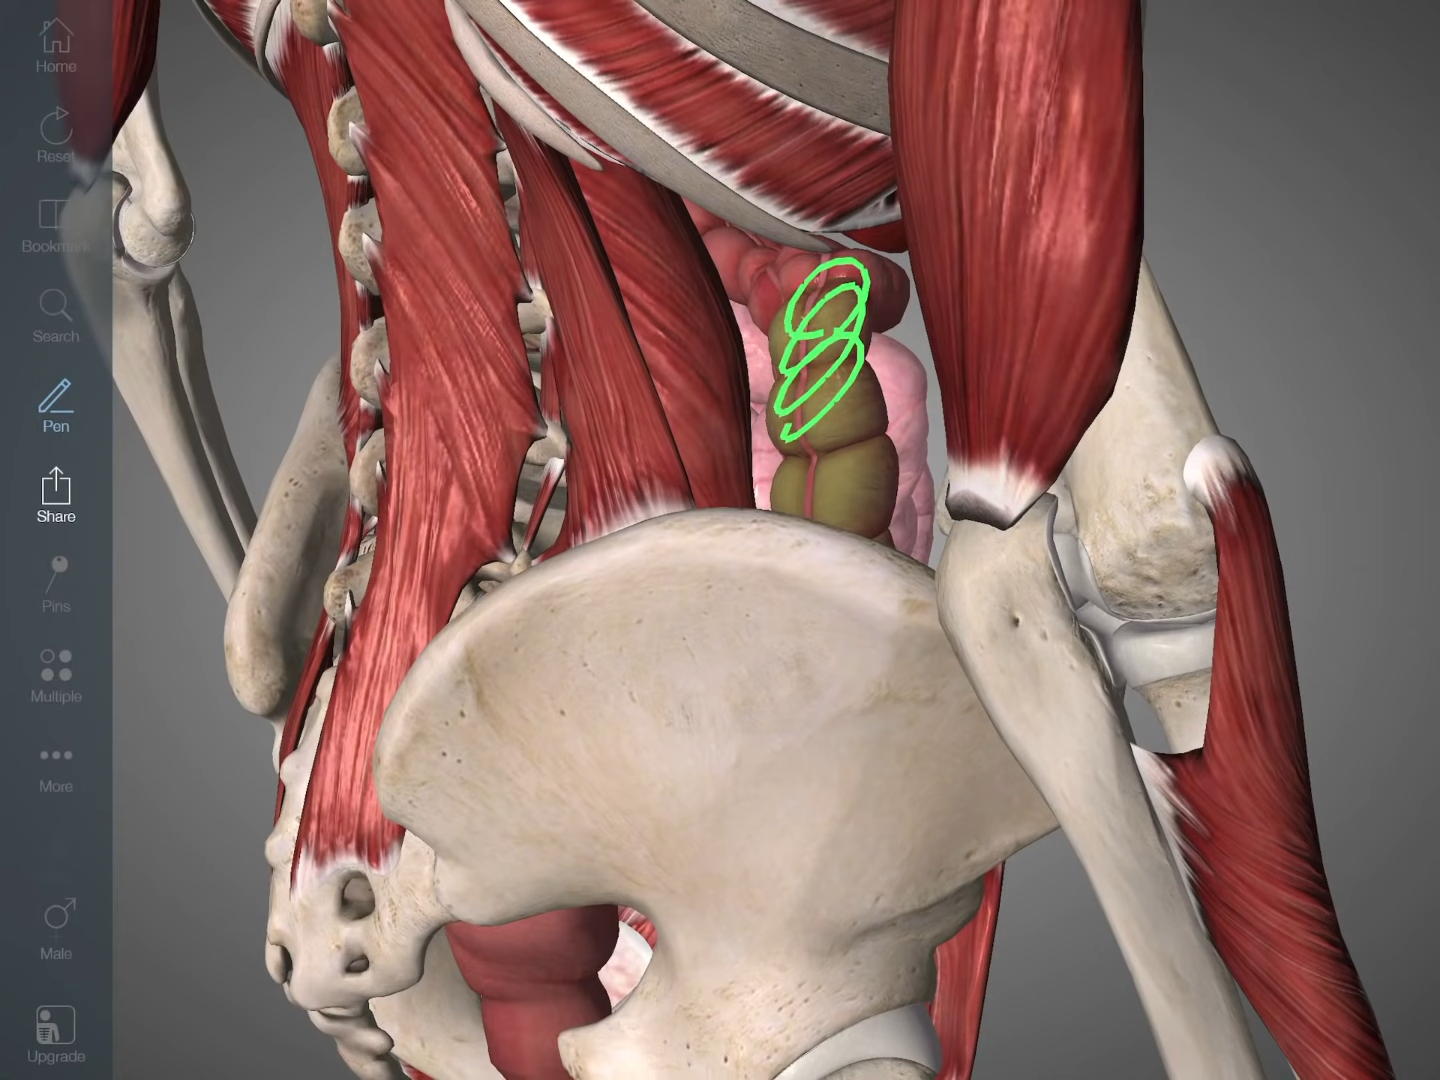 Home
Reset
Bookmark
Search
Pen
Share
Pins
Multiple
More
Male
Upgrade